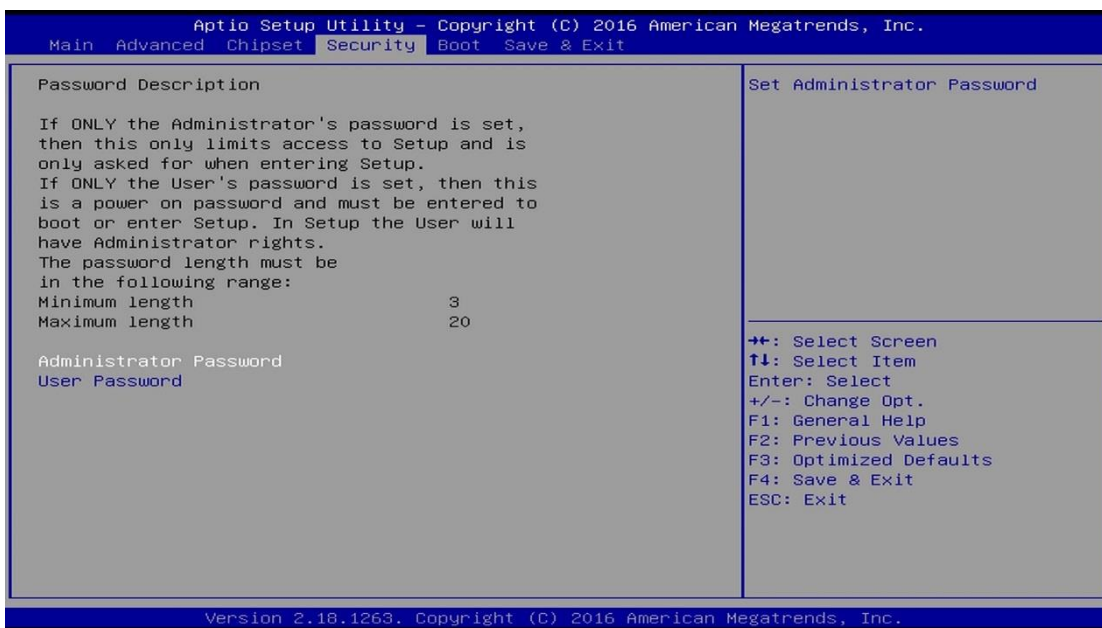 Aptio Setup Utility – Copyright (C) 2016 American Megatrends, Inc.
Main Advanced Chipset Security Boot Save & Exit
Password Description
If ONLY the Administrator's password is set,
then this only limits access to Setup and is
only asked for when entering Setup.
If ONLY the User's password is set, then this
is a power on password and must be entered to
boot or enter Setup. In Setup the User will
have Administrator rights.
The password length must be
in the following range:
Minimum length 3
Maximum length 20
Administrator Password
User Password
Set Administrator Password
→←: Select Screen
↑↓: Select Item
Enter: Select
+/-: Change Opt.
F1: General Help
F2: Previous Values
F3: Optimized Defaults
F4: Save & Exit
ESC: Exit
Version 2.18.1263. Copyright (C) 2016 American Megatrends, Inc.